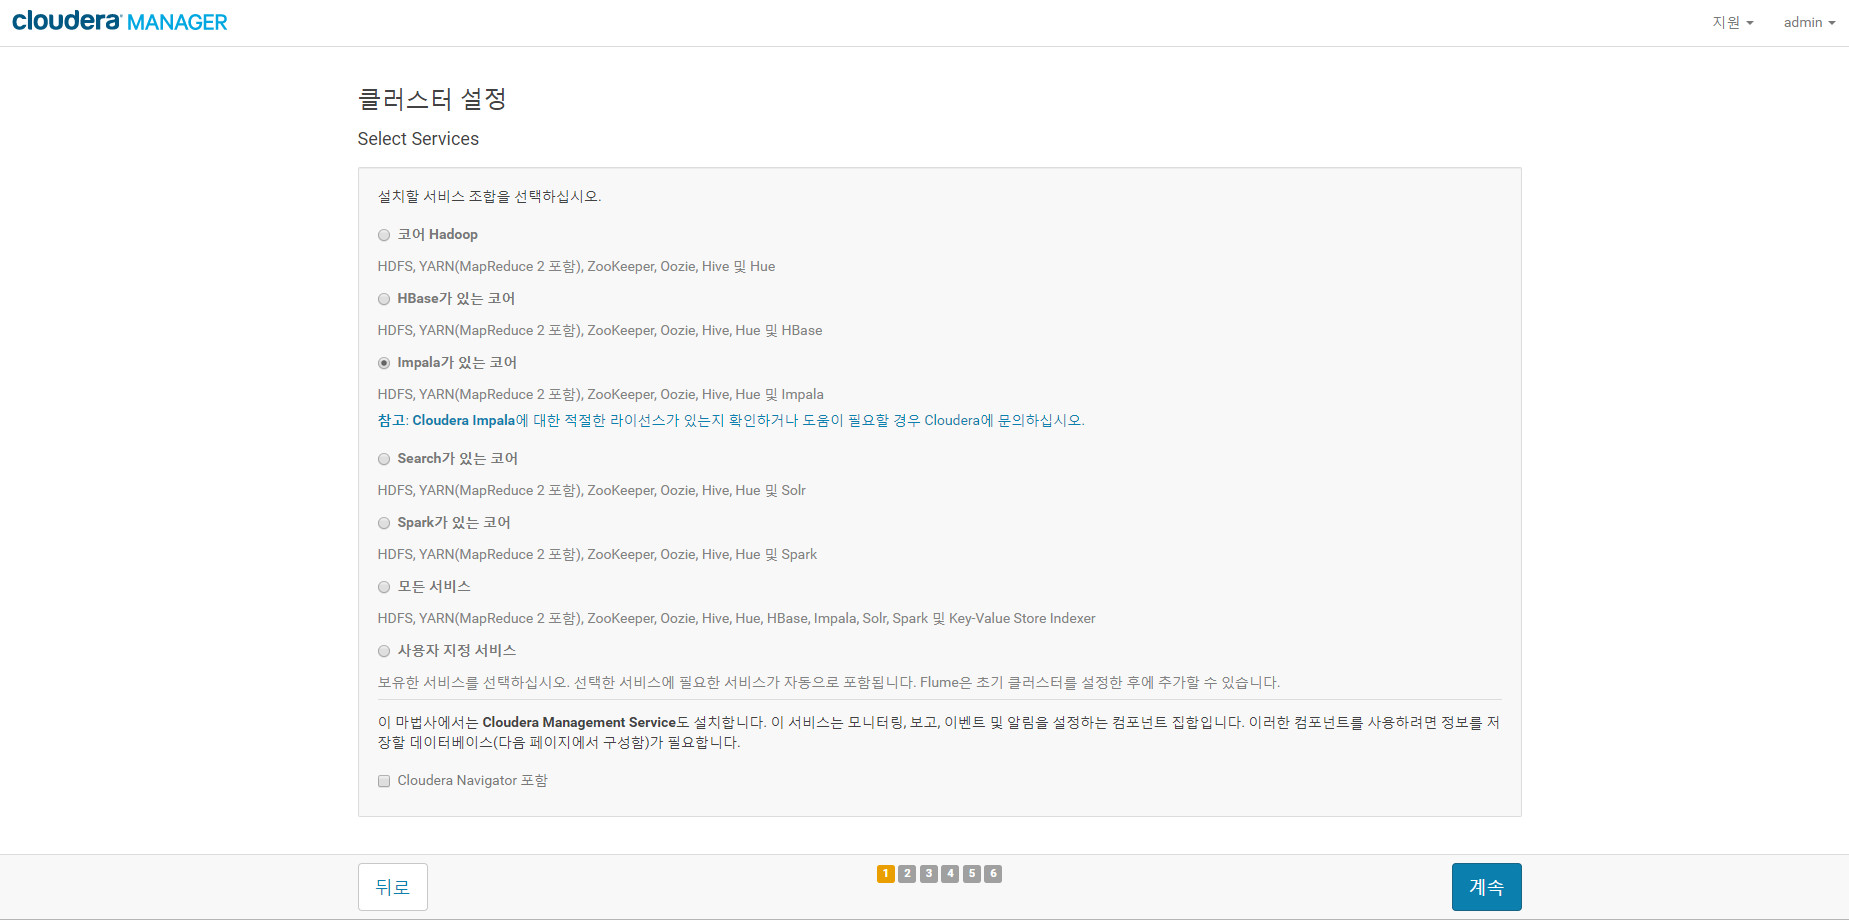 cloudera MANAGER
지원 admin
클러스터 설정
Select Services
설치할 서비스 조합을 선택하십시오.
코어 Hadoop
HDFS, YARN(MapReduce 2 포함), ZooKeeper, Oozie, Hive 및 Hue
HBase가 있는 코어
HDFS, YARN(MapReduce 2 포함), ZooKeeper, Oozie, Hive, Hue 및 HBase
Impala가 있는 코어
HDFS, YARN(MapReduce 2 포함), ZooKeeper, Oozie, Hive, Hue 및 Impala
참고: Cloudera Impala에 대한 적절한 라이선스가 있는지 확인하거나 도움이 필요할 경우 Cloudera에 문의하십시오.
Search가 있는 코어
HDFS, YARN(MapReduce 2 포함), ZooKeeper, Oozie, Hive, Hue 및 Solr
Spark가 있는 코어
HDFS, YARN(MapReduce 2 포함), ZooKeeper, Oozie, Hive, Hue 및 Spark
모든 서비스
HDFS, YARN(MapReduce 2 포함), ZooKeeper, Oozie, Hive, Hue, HBase, Impala, Solr, Spark 및 Key-Value Store Indexer
사용자 지정 서비스
보유한 서비스를 선택하십시오. 선택한 서비스에 필요한 서비스가 자동으로 포함됩니다. Flume은 초기 클러스터를 설정한 후에 추가할 수 있습니다.
이 마법사에서는 Cloudera Management Service도 설치합니다. 이 서비스는 모니터링, 보고, 이벤트 및 알림을 설정하는 컴포넌트 집합입니다. 이러한 컴포넌트를 사용하려면 정보를 저
장할 데이터베이스(다음 페이지에서 구성함)가 필요합니다.
Cloudera Navigator 포함
뒤로 1 2 3 4 5 6 계속